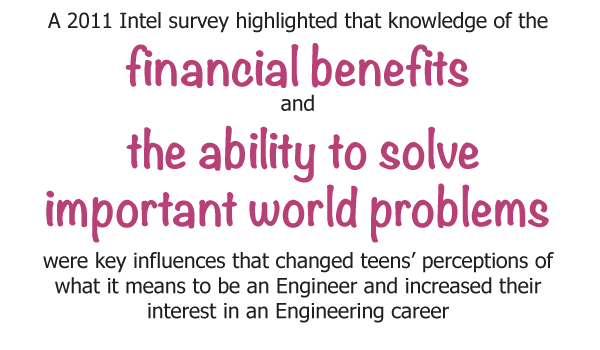 A 2011 Intel survey highlighted that knowledge of the
financial benefits
and
the ability to solve
important world problems
were key influences that changed teens’ perceptions of
what it means to be an Engineer and increased their
interest in an Engineering career